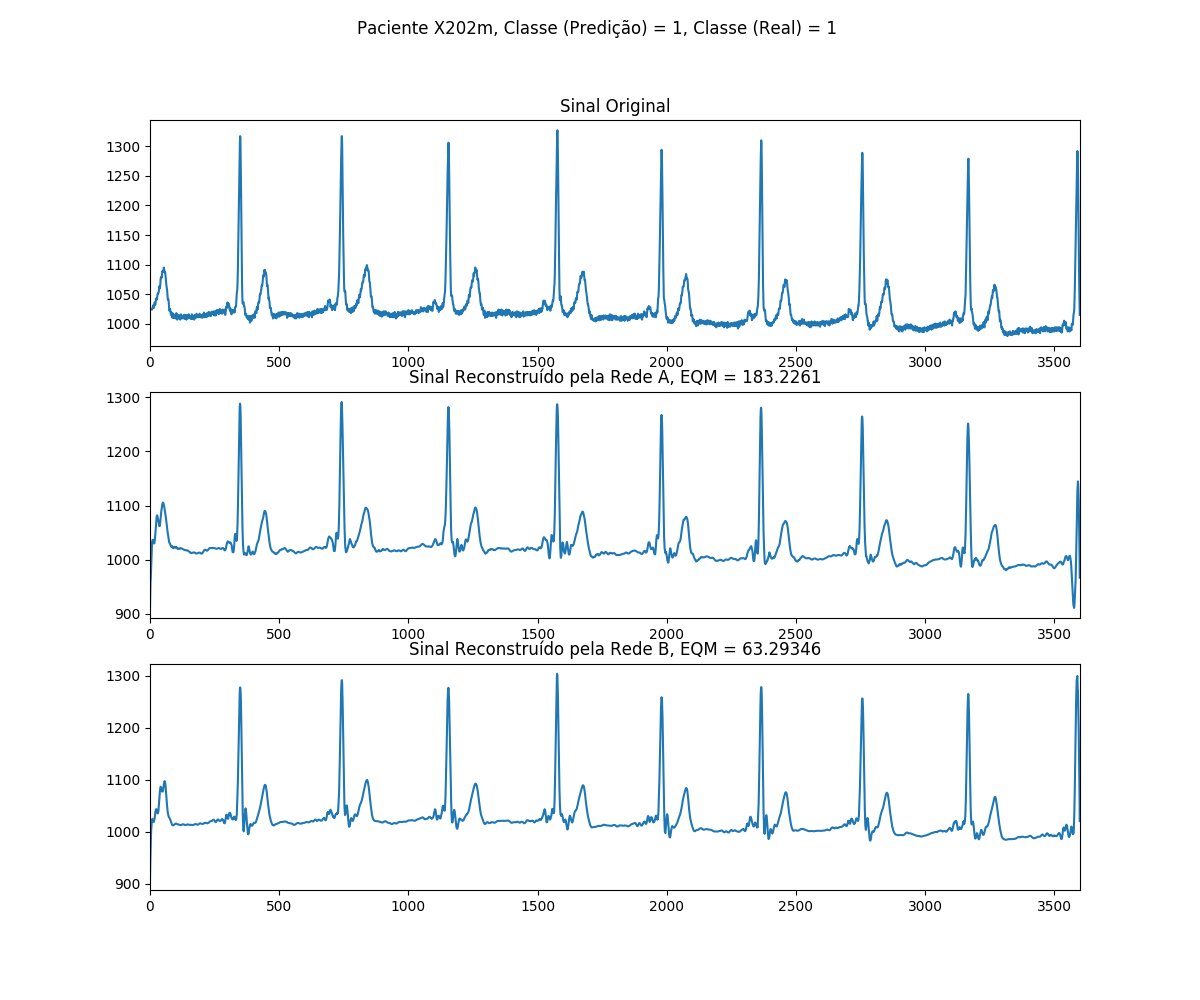 Paciente X202m, Classe (Predição) = 1, Classe (Real) = 1
Sinal Original
1300
1250
1200
1150
1100
1050
1000
0 500 1000 1500 2000 2500 3000 3500
Sinal Reconstruído pela Rede A, EQM = 183.2261
1300
1200
1100
1000
900
0 500 1000 1500 2000 2500 3000 3500
Sinal Reconstruído pela Rede B, EQM = 63.29346
1300
1200
1100
1000
900
0 500 1000 1500 2000 2500 3000 3500